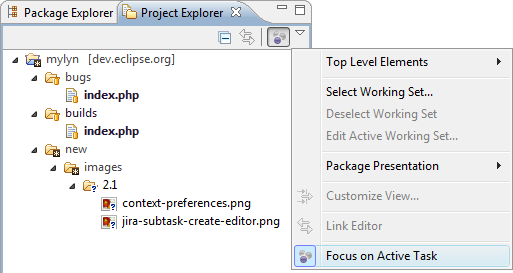 Package Explorer
Project Explorer
mylyn [dev.eclipse.org]
bugs
index.php
builds
index.php
new
images
2.1
context-preferences.png
jira-subtask-create-editor.png
Top Level Elements
Select Working Set...
Deselect Working Set
Edit Active Working Set...
Package Presentation
Customize View...
Link Editor
Focus on Active Task